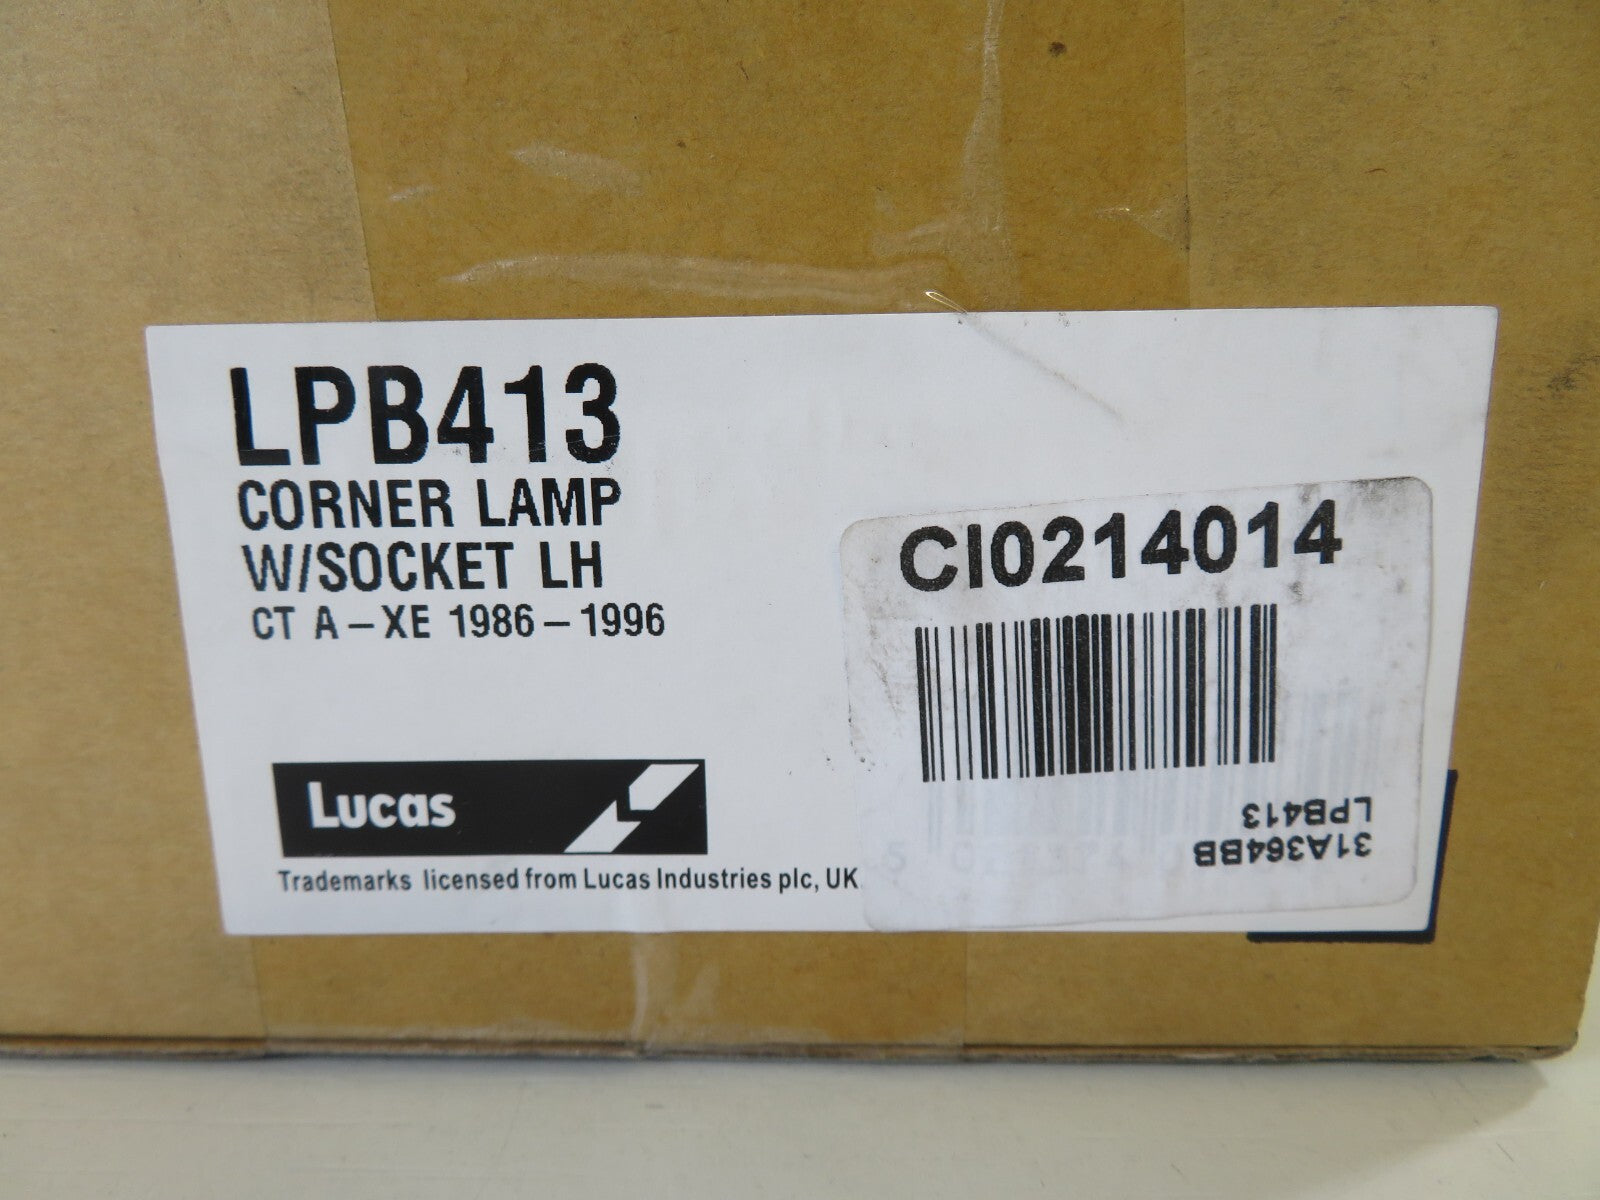 LPB413
CORNER LAMP
W/SOCKET LH
CT A-XE 1986-1996
Lucas
Trademarks licensed from Lucas Industries plc, UK
CI0214014
31A364BB
LPB413